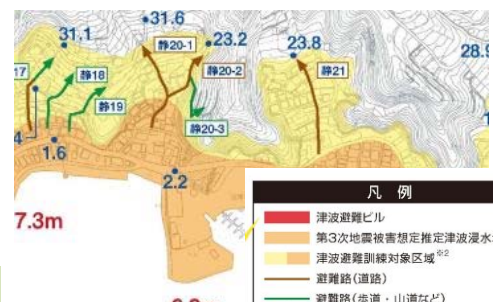 31.6
31.1
静20-1
23.2
23.8
28.9
17
静18
静20-2
静21
静19
静20-3
4
1.6
2.2
7.3m
凡例
津波避難ビル
第3次地震被害想定推定津波浸水
津波避難訓練対象区域※2
避難路(道路)
避難路(歩道・山道など)